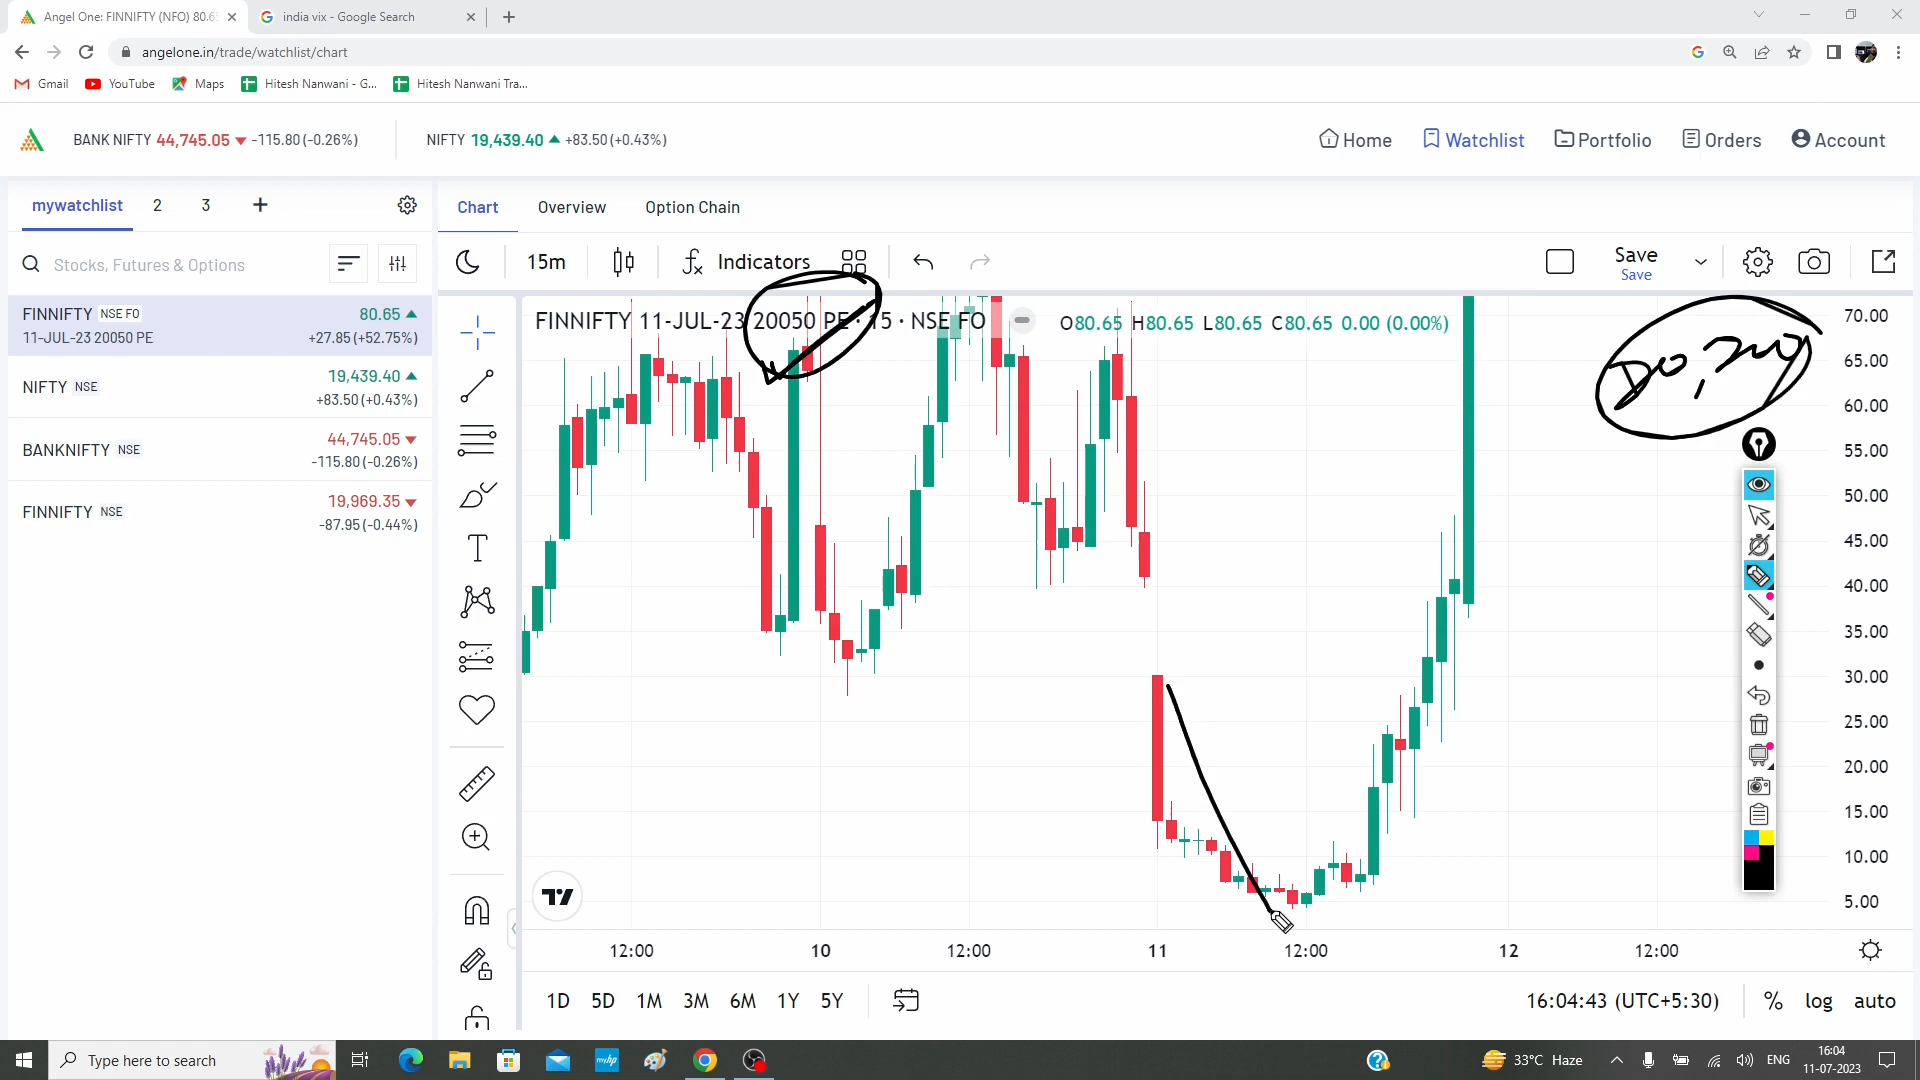 Angel One: FINNIFTY (NFO) 80.65
india vix - Google Search
angelone.in/trade/watchlist/chart
Gmail
YouTube
Maps
Hitesh Nanwani - G...
Hitesh Nanwani Tra...
BANK NIFTY 44,745.05 -115.80 (-0.26%)
NIFTY 19,439.40 +83.50 (+0.43%)
Home
Watchlist
Portfolio
Orders
Account
mywatchlist 2 3 +
Chart
Overview
Option Chain
Stocks, Futures & Options
15m
Indicators
Save
Save
FINNIFTY NSE FO 80.65
11-JUL-23 20050 PE +27.85 (+52.75%)
NIFTY NSE 19,439.40
+83.50 (+0.43%)
BANKNIFTY NSE 44,745.05
-115.80 (-0.26%)
FINNIFTY NSE 19,969.35
-87.95 (-0.44%)
FINNIFTY 11-JUL-23 20050 PE · 15 · NSE FO
O80.65 H80.65 L80.65 C80.65 0.00 (0.00%)
70.00
65.00
60.00
55.00
50.00
45.00
40.00
35.00
30.00
25.00
20.00
15.00
10.00
5.00
12:00 10 12:00 11 12:00 12 12:00
1D 5D 1M 3M 6M 1Y 5Y
16:04:43 (UTC+5:30) % log auto
Type here to search
33°C Haze
ENG
16:04
11-07-2023